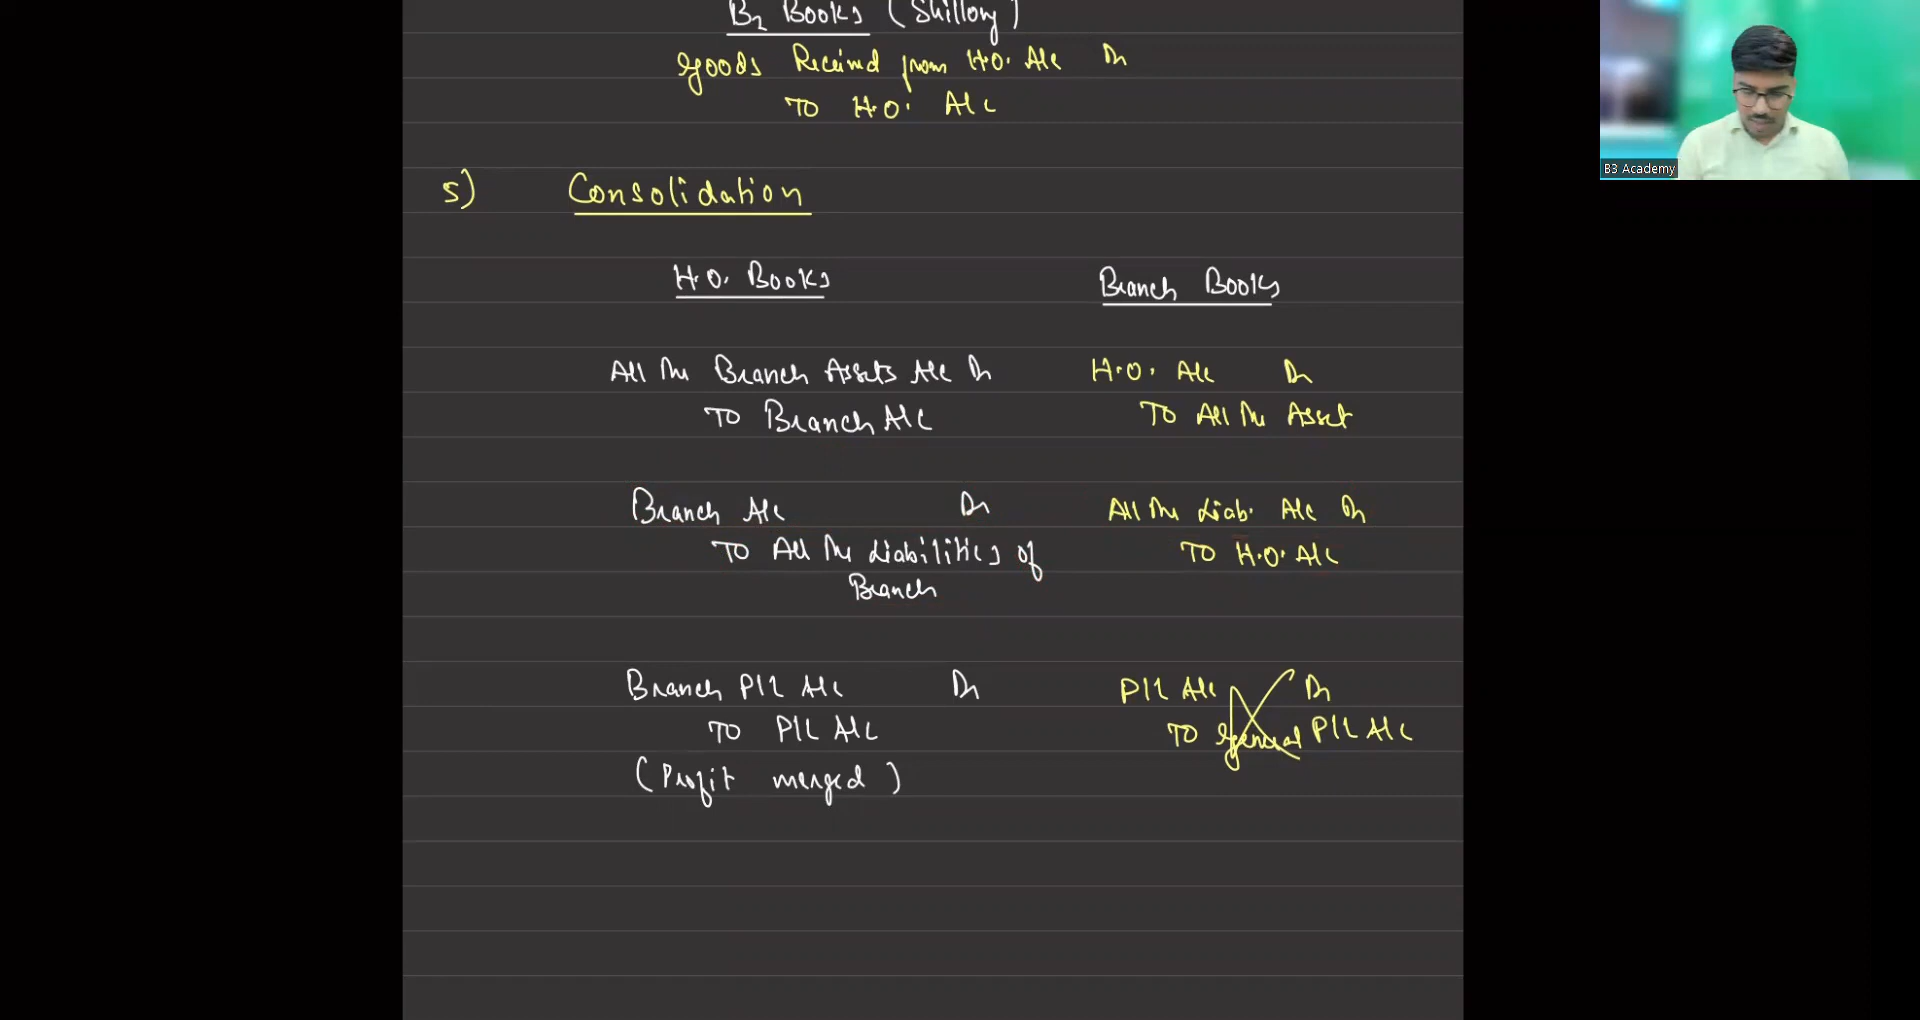 B2 Books (Shillong)
Goods Received from H.O. A/c Dr
To H.O. A/c
5) Consolidation
H.O. Books
Branch Books
All the Branch Assets A/c Dr
To Branch A/c
H.O. A/c Dr
To All the Asset
Branch A/c Dr
To All the Liabilities of
Branch
All the Liab. A/c Dr
To H.O. A/c
Branch P/L A/c Dr
To P/L A/c
(Profit merged)
P/L A/c Dr
To General P/L A/c
B3 Academy